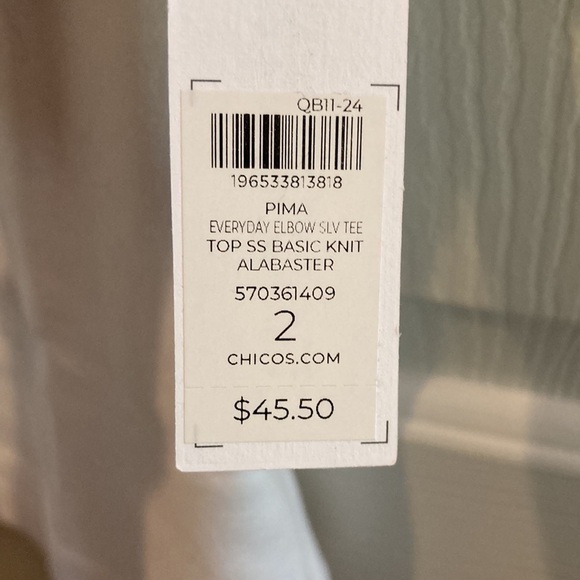 QB11-24
196533813818
PIMA
EVERYDAY ELBOW SLV TEE
TOP SS BASIC KNIT
ALABASTER
570361409
2
CHICOS.COM
$45.50